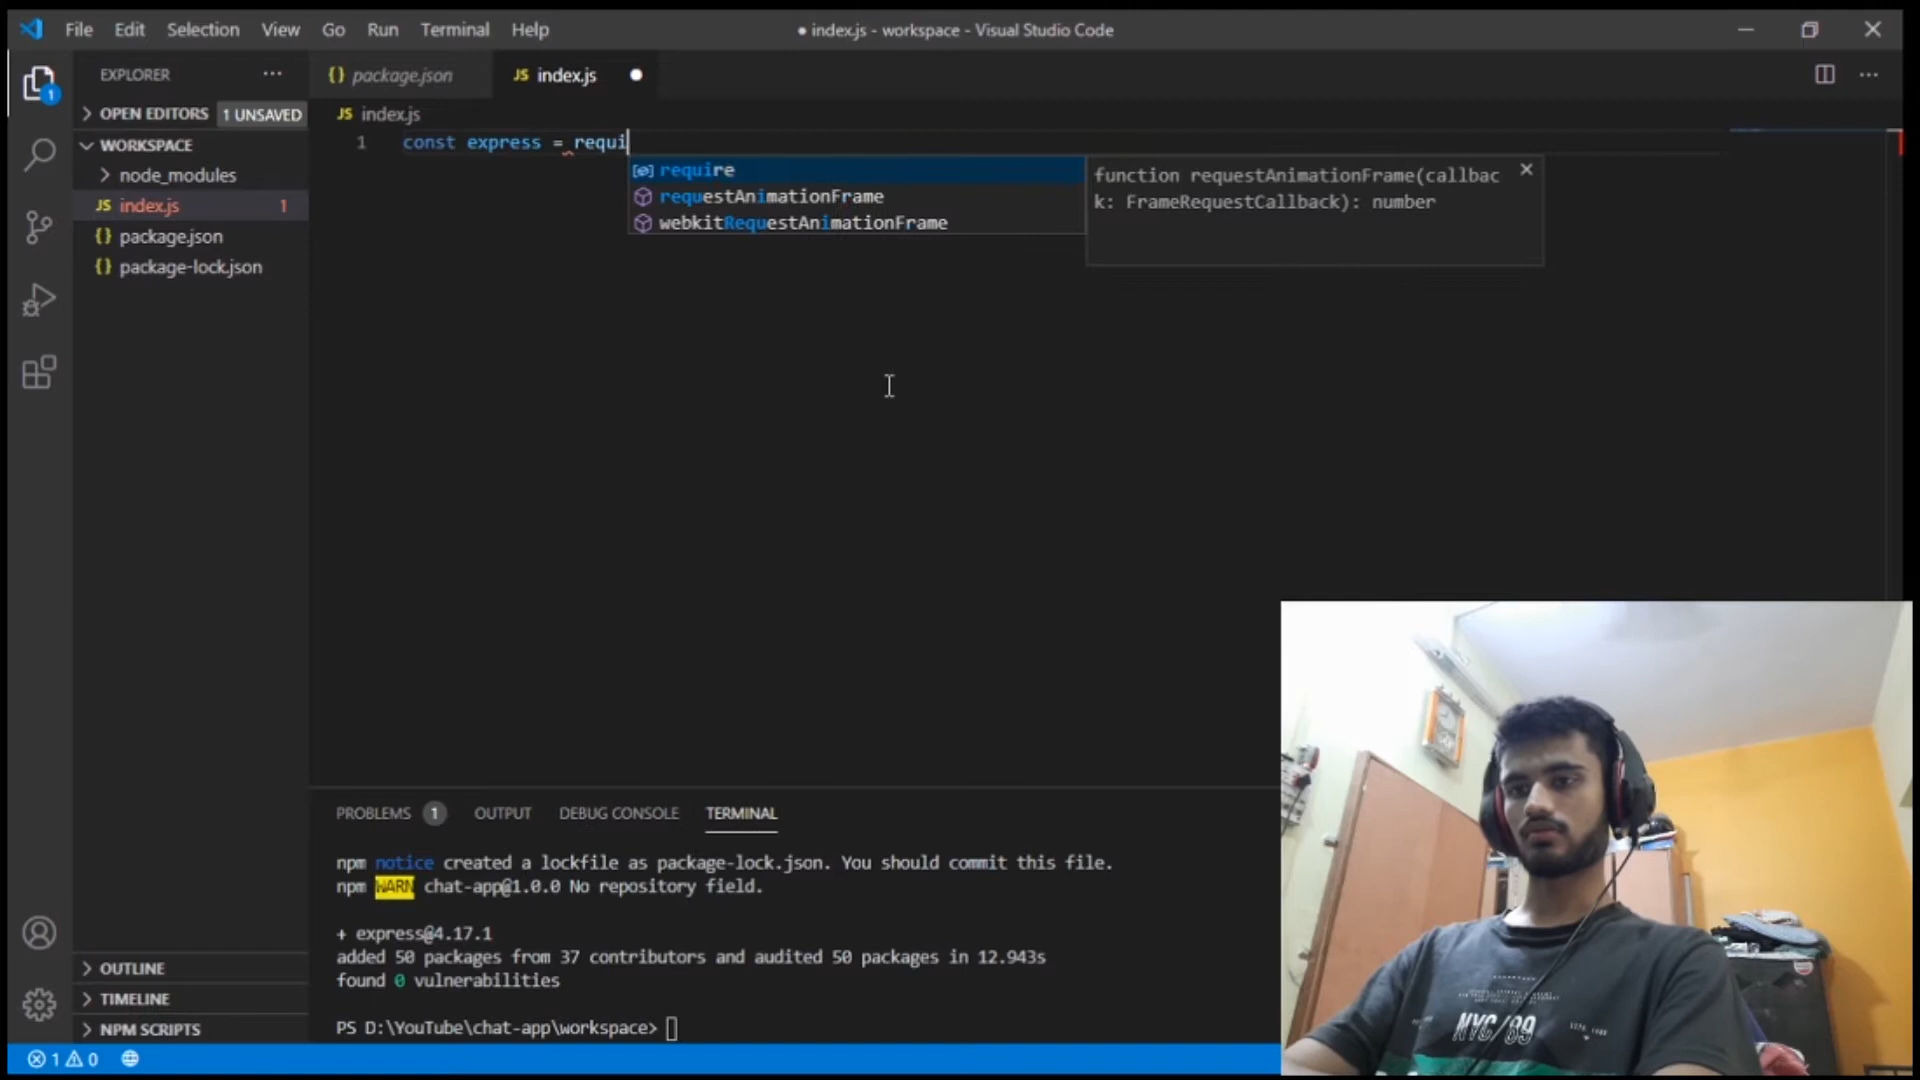 File Edit Selection View Go Run Terminal Help
● index.js - workspace - Visual Studio Code
EXPLORER
OPEN EDITORS 1 UNSAVED
WORKSPACE
node_modules
JS index.js 1
{} package.json
{} package-lock.json
OUTLINE
TIMELINE
NPM SCRIPTS
{} package.json
JS index.js
JS index.js
1 const express = requi
require
requestAnimationFrame
webkitRequestAnimationFrame
function requestAnimationFrame(callbac
k: FrameRequestCallback): number
PROBLEMS 1 OUTPUT DEBUG CONSOLE TERMINAL
npm notice created a lockfile as package-lock.json. You should commit this file.
npm WARN chat-app@1.0.0 No repository field.
+ express@4.17.1
added 50 packages from 37 contributors and audited 50 packages in 12.943s
found 0 vulnerabilities
PS D:\YouTube\chat-app\workspace>
1 0
1
NYC/89